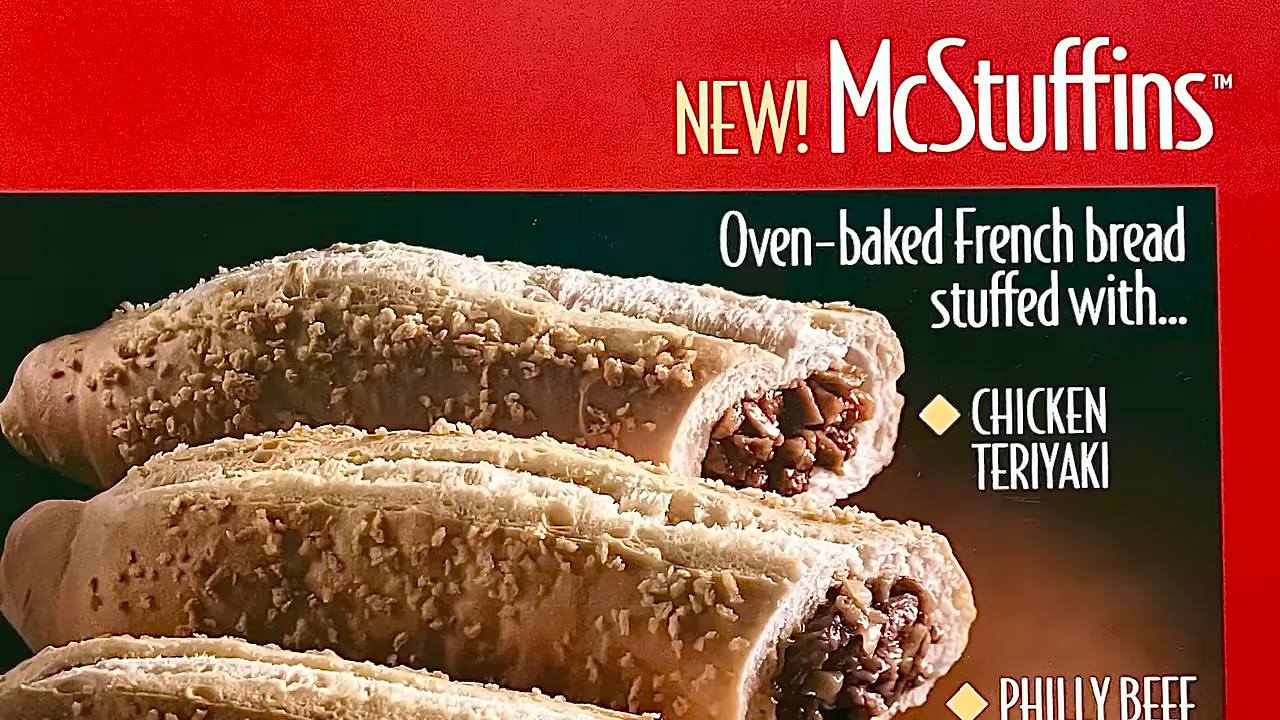 NEW! McStuffins™
Oven-baked French bread
stuffed with...
CHICKEN
TERIYAKI
PHILLY BEEF